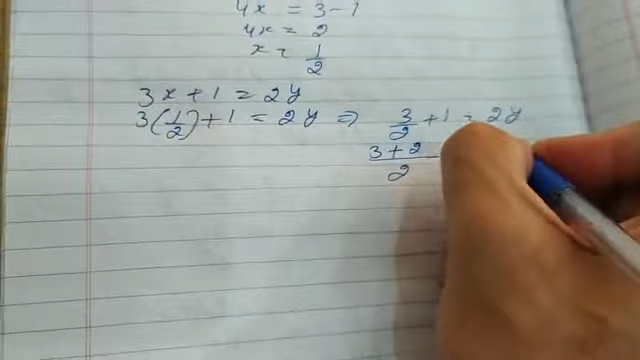 4x = 3-1
4x = 2
x = 1/2
3x+1 = 2y
3(1/2)+1 = 2y ⇒ 3/2 +1 = 2y
3+2/2